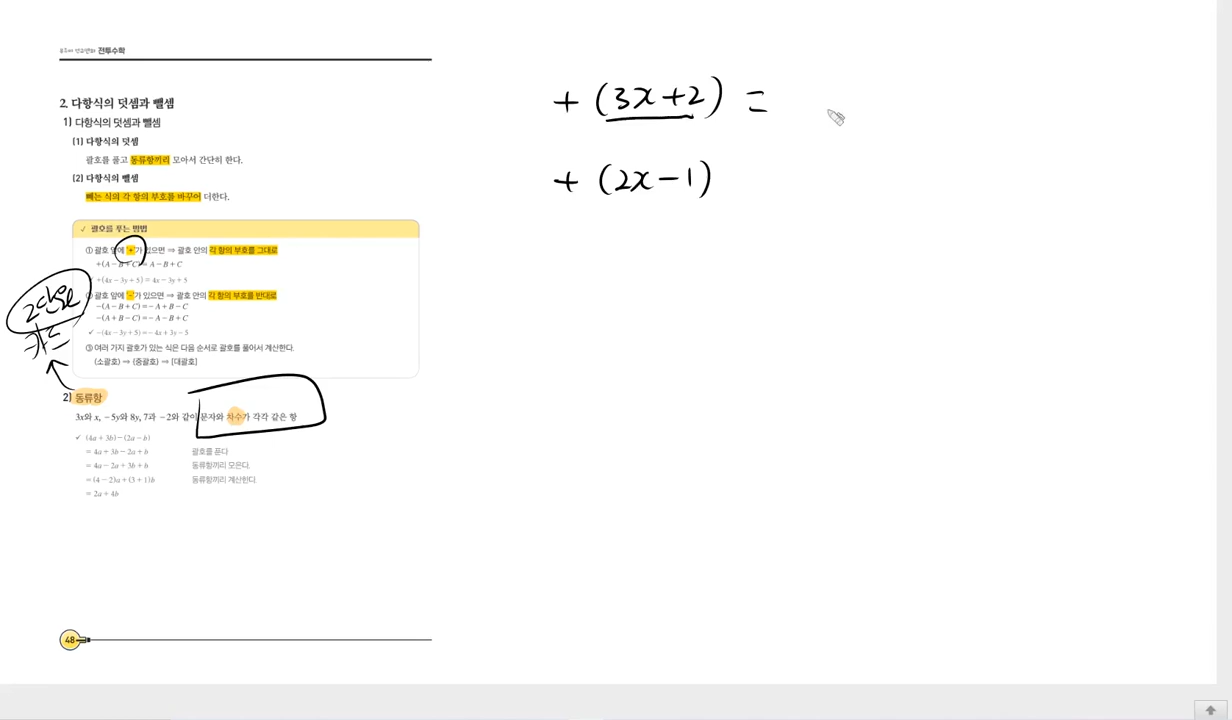 전투수학
2. 다항식의 덧셈과 뺄셈
1) 다항식의 덧셈과 뺄셈
(1) 다항식의 덧셈
괄호를 풀고 동류항끼리 모아서 간단히 한다.
(2) 다항식의 뺄셈
빼는 식의 각 항의 부호를 바꾸어 더한다.
✓ 괄호를 푸는 방법
① 괄호 앞에 '+'가 있으면 ⇒ 괄호 안의 각 항의 부호를 그대로
+(A−B+C)=A−B+C
✓ +(4x−3y+5)=4x−3y+5
괄호 앞에 '-'가 있으면 ⇒ 괄호 안의 각 항의 부호를 반대로
−(A−B+C)=−A+B−C
−(A+B−C)=−A−B+C
✓ −(4x−3y+5)=−4x+3y−5
③ 여러 가지 괄호가 있는 식은 다음 순서로 괄호를 풀어서 계산한다.
(소괄호) ⇒ {중괄호} ⇒ [대괄호]
2단원
카드
2) 동류항
3x와 x, −5y와 8y, 7과 −2와 같이 문자와 차수가 각각 같은 항
✓ (4a+3b)−(2a−b)
=4a+3b−2a+b 괄호를 푼다
=4a−2a+3b+b 동류항끼리 모은다.
=(4−2)a+(3+1)b 동류항끼리 계산한다.
=2a+4b
48
+(3x+2)=
+(2x−1)